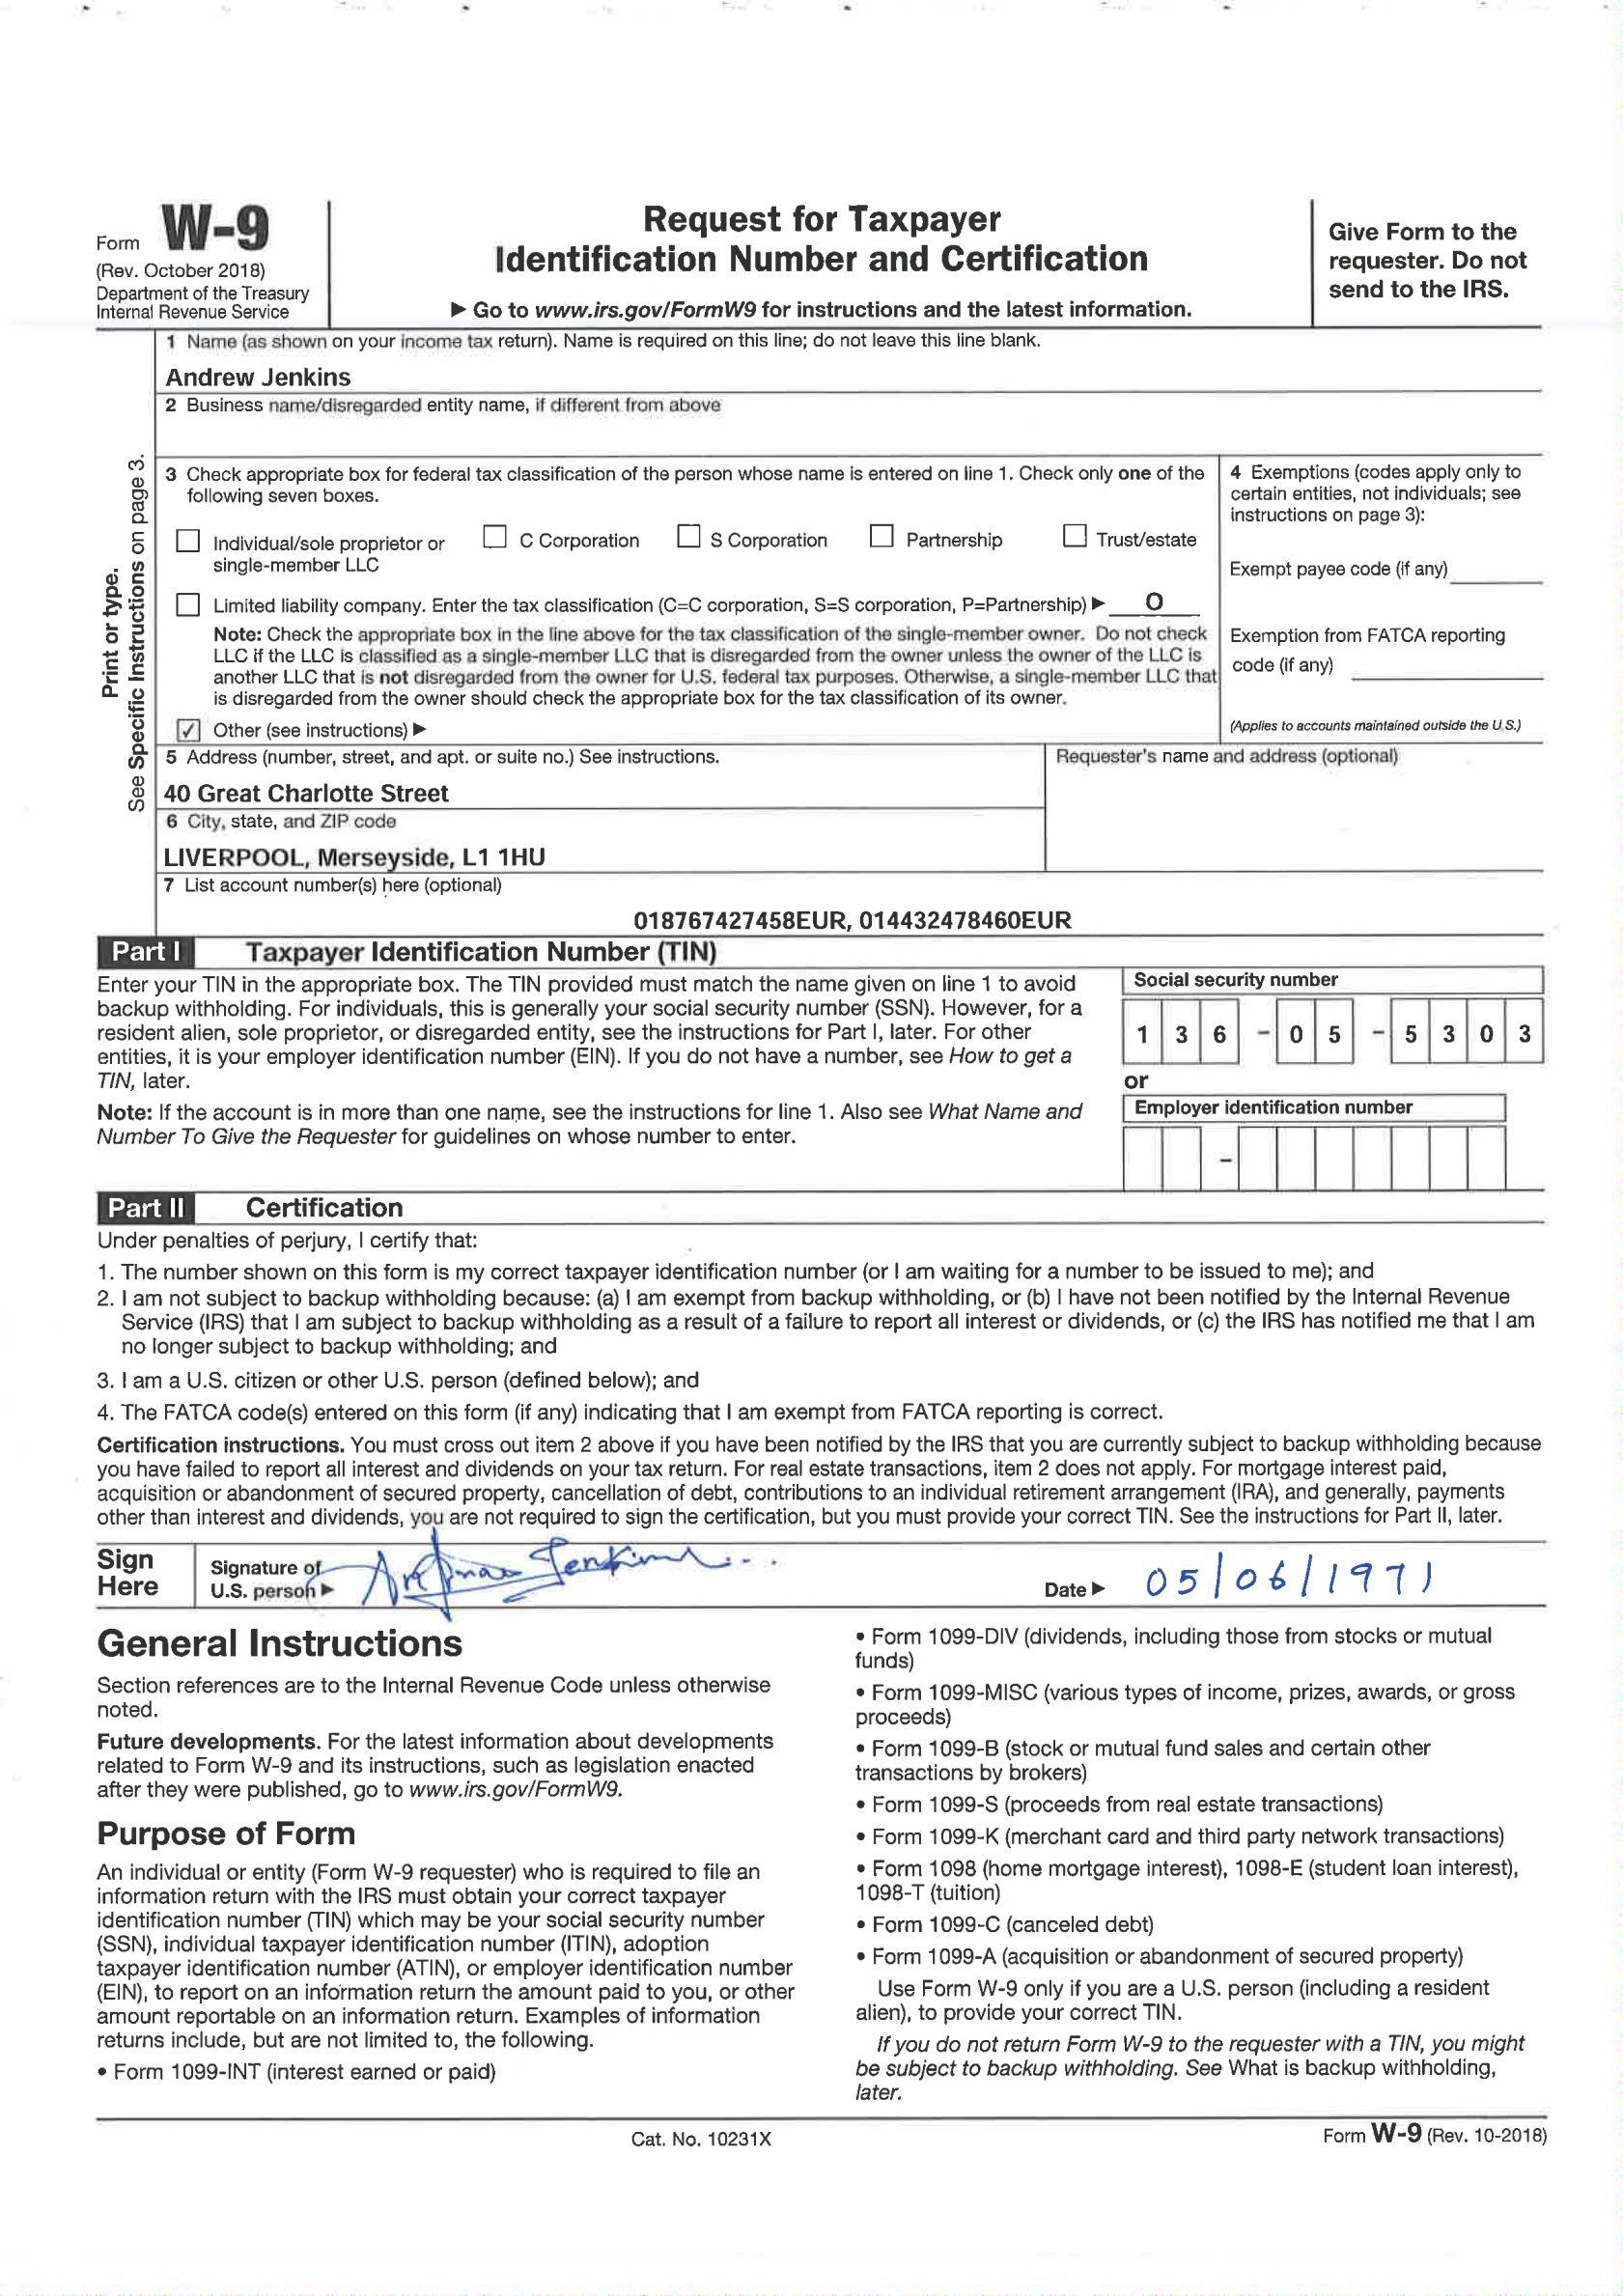 Form W-9
(Rev. October 2018)
Department of the Treasury
Internal Revenue Service
Request for Taxpayer
Identification Number and Certification
▶ Go to www.irs.gov/FormW9 for instructions and the latest information.
Give Form to the
requester. Do not
send to the IRS.
Print or type.
See Specific Instructions on page 3.
1 Name (as shown on your income tax return). Name is required on this line; do not leave this line blank.
Andrew Jenkins
2 Business name/disregarded entity name, if different from above
3 Check appropriate box for federal tax classification of the person whose name is entered on line 1. Check only one of the
following seven boxes.
Individual/sole proprietor or
single-member LLC
C Corporation
S Corporation
Partnership
Trust/estate
Limited liability company. Enter the tax classification (C=C corporation, S=S corporation, P=Partnership) ▶ O
Note: Check the appropriate box in the line above for the tax classification of the single-member owner. Do not check
LLC if the LLC is classified as a single-member LLC that is disregarded from the owner unless the owner of the LLC is
another LLC that is not disregarded from the owner for U.S. federal tax purposes. Otherwise, a single-member LLC that
is disregarded from the owner should check the appropriate box for the tax classification of its owner.
✓ Other (see instructions) ▶
4 Exemptions (codes apply only to
certain entities, not individuals; see
instructions on page 3):
Exempt payee code (if any)
Exemption from FATCA reporting
code (if any)
(Applies to accounts maintained outside the U.S.)
5 Address (number, street, and apt. or suite no.) See instructions.
40 Great Charlotte Street
6 City, state, and ZIP code
LIVERPOOL, Merseyside, L1 1HU
Requester's name and address (optional)
7 List account number(s) here (optional)
018767427458EUR, 014432478460EUR
Part I Taxpayer Identification Number (TIN)
Enter your TIN in the appropriate box. The TIN provided must match the name given on line 1 to avoid
backup withholding. For individuals, this is generally your social security number (SSN). However, for a
resident alien, sole proprietor, or disregarded entity, see the instructions for Part I, later. For other
entities, it is your employer identification number (EIN). If you do not have a number, see How to get a
TIN, later.
Note: If the account is in more than one name, see the instructions for line 1. Also see What Name and
Number To Give the Requester for guidelines on whose number to enter.
Social security number
1 3 6 - 0 5 - 5 3 0 3
or
Employer identification number
-
Part II Certification
Under penalties of perjury, I certify that:
1. The number shown on this form is my correct taxpayer identification number (or I am waiting for a number to be issued to me); and
2. I am not subject to backup withholding because: (a) I am exempt from backup withholding, or (b) I have not been notified by the Internal Revenue
Service (IRS) that I am subject to backup withholding as a result of a failure to report all interest or dividends, or (c) the IRS has notified me that I am
no longer subject to backup withholding; and
3. I am a U.S. citizen or other U.S. person (defined below); and
4. The FATCA code(s) entered on this form (if any) indicating that I am exempt from FATCA reporting is correct.
Certification instructions. You must cross out item 2 above if you have been notified by the IRS that you are currently subject to backup withholding because
you have failed to report all interest and dividends on your tax return. For real estate transactions, item 2 does not apply. For mortgage interest paid,
acquisition or abandonment of secured property, cancellation of debt, contributions to an individual retirement arrangement (IRA), and generally, payments
other than interest and dividends, you are not required to sign the certification, but you must provide your correct TIN. See the instructions for Part II, later.
Sign
Here
Signature of
U.S. person ▶
Jenkins
Date ▶ 05/06/1971
General Instructions
Section references are to the Internal Revenue Code unless otherwise
noted.
Future developments. For the latest information about developments
related to Form W-9 and its instructions, such as legislation enacted
after they were published, go to www.irs.gov/FormW9.
Purpose of Form
An individual or entity (Form W-9 requester) who is required to file an
information return with the IRS must obtain your correct taxpayer
identification number (TIN) which may be your social security number
(SSN), individual taxpayer identification number (ITIN), adoption
taxpayer identification number (ATIN), or employer identification number
(EIN), to report on an information return the amount paid to you, or other
amount reportable on an information return. Examples of information
returns include, but are not limited to, the following.
• Form 1099-INT (interest earned or paid)
• Form 1099-DIV (dividends, including those from stocks or mutual
funds)
• Form 1099-MISC (various types of income, prizes, awards, or gross
proceeds)
• Form 1099-B (stock or mutual fund sales and certain other
transactions by brokers)
• Form 1099-S (proceeds from real estate transactions)
• Form 1099-K (merchant card and third party network transactions)
• Form 1098 (home mortgage interest), 1098-E (student loan interest),
1098-T (tuition)
• Form 1099-C (canceled debt)
• Form 1099-A (acquisition or abandonment of secured property)
Use Form W-9 only if you are a U.S. person (including a resident
alien), to provide your correct TIN.
If you do not return Form W-9 to the requester with a TIN, you might
be subject to backup withholding. See What is backup withholding,
later.
Cat. No. 10231X
Form W-9 (Rev. 10-2018)